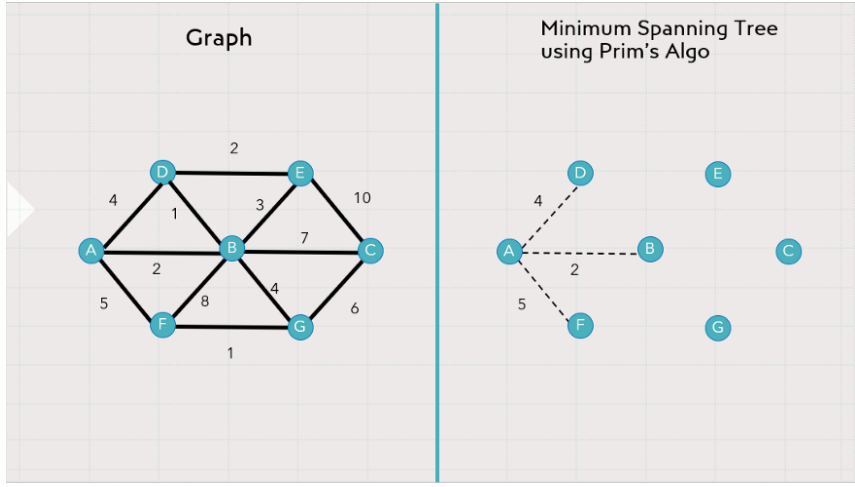 Graph
Minimum Spanning Tree
using Prim's Algo
2
D
E
4
1
3
10
A
B
7
C
2
5
8
4
6
F
G
1
D
E
4
A
B
C
2
5
F
G